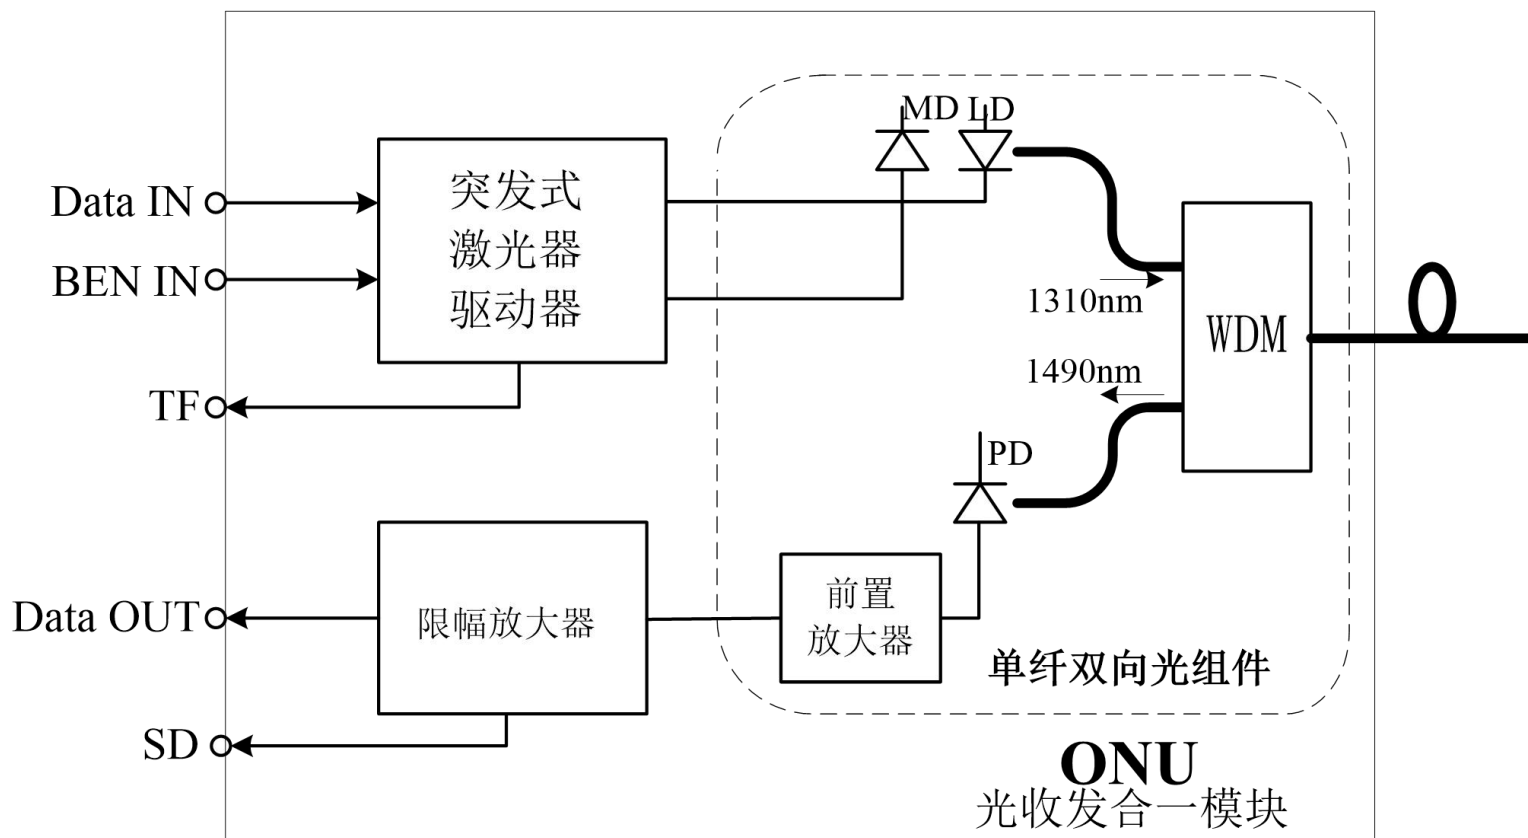 MD LD
Data IN
突发式
激光器
驱动器
BEN IN
1310nm
WDM
1490nm
TF
PD
前置
放大器
限幅放大器
Data OUT
单纤双向光组件
SD
ONU
光收发合一模块